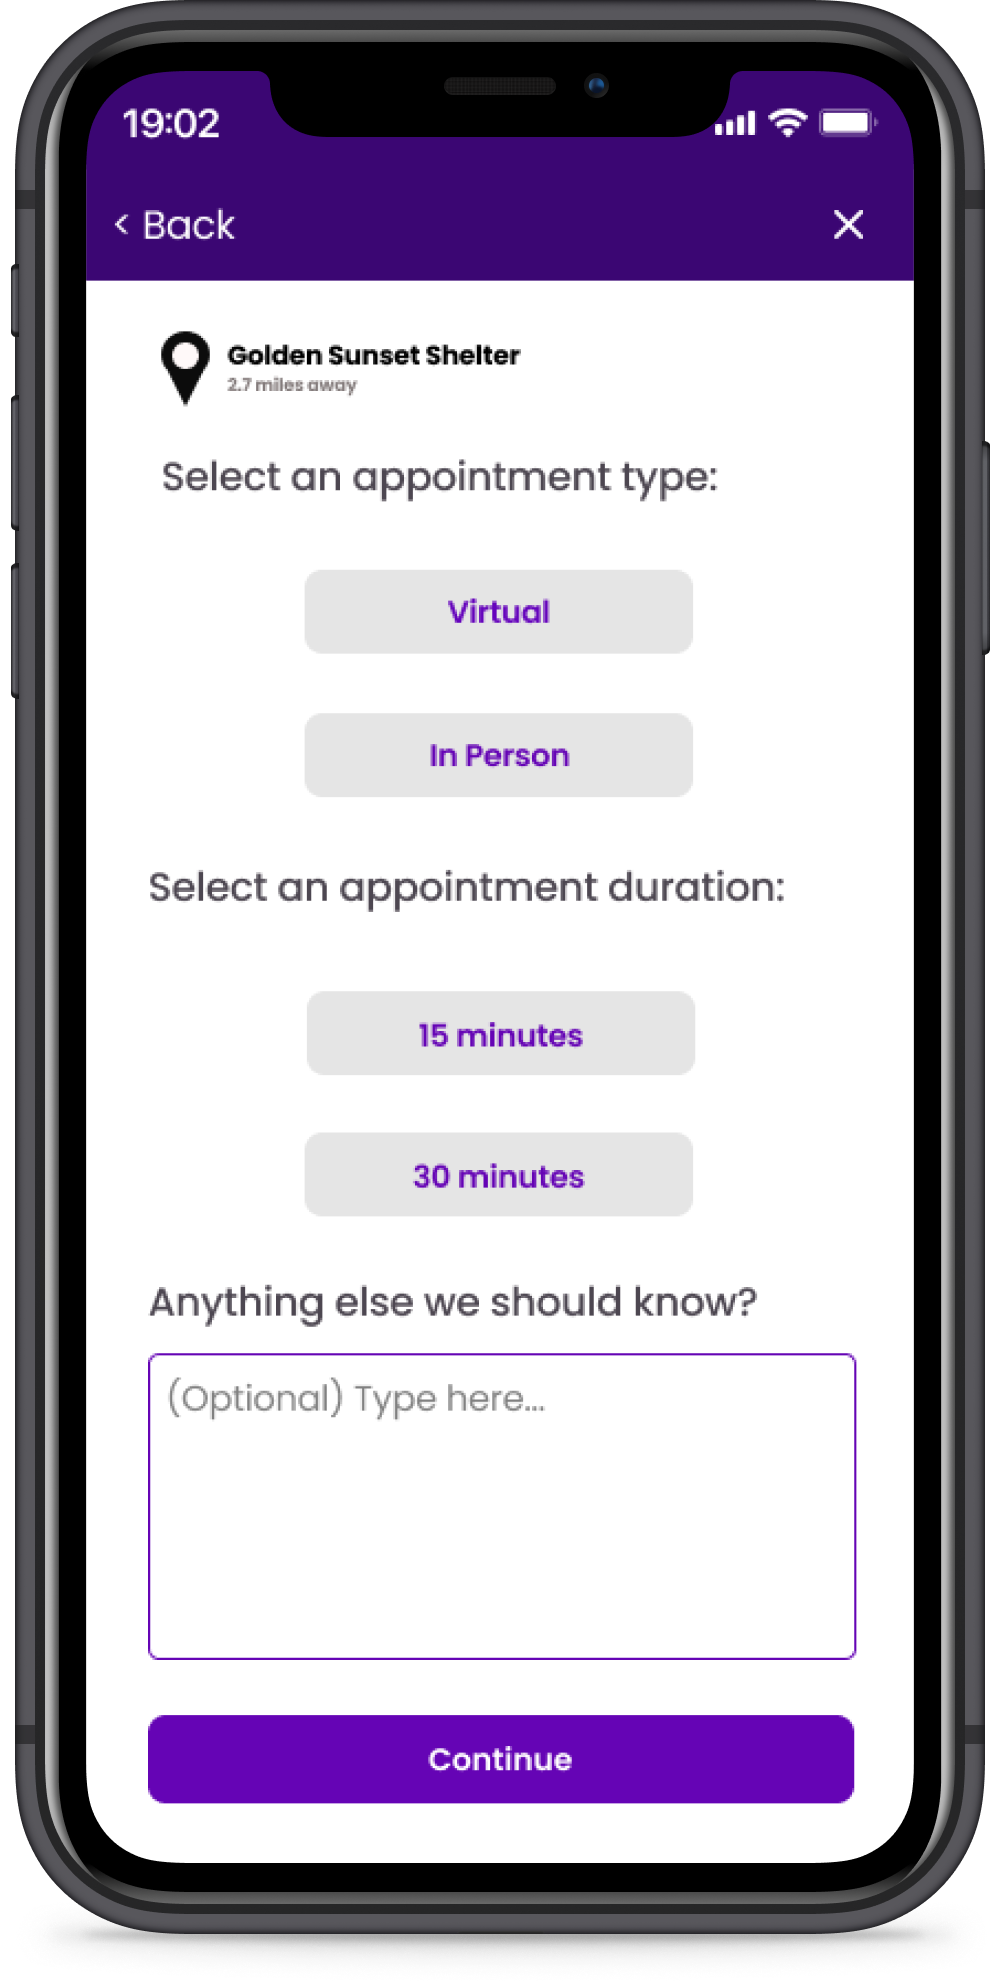 19:02
< Back
Golden Sunset Shelter
2.7 miles away
Select an appointment type:
Virtual
In Person
Select an appointment duration:
15 minutes
30 minutes
Anything else we should know?
(Optional) Type here...
Continue